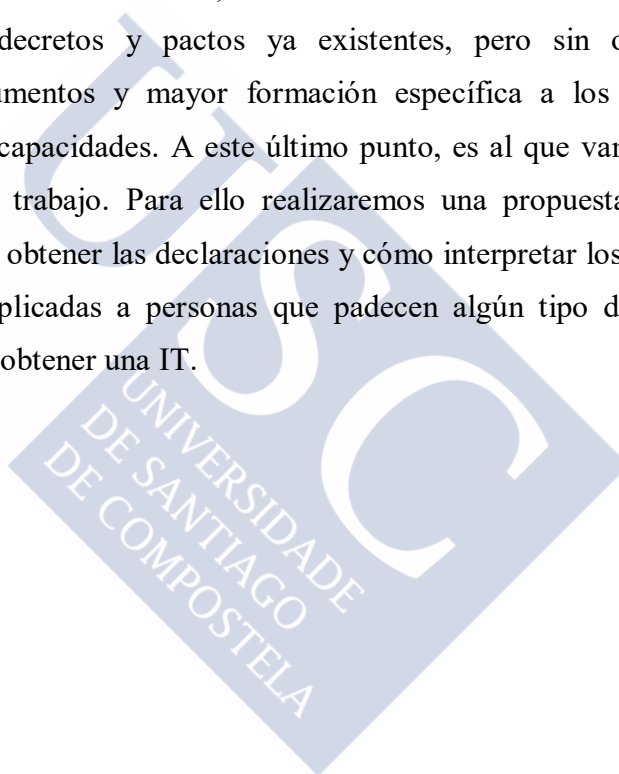 decretos y pactos ya existentes, pero sin
umentos y mayor formación específica a los
capacidades. A este último punto, es al que
trabajo. Para ello realizaremos una propuesta
obtener las declaraciones y cómo interpretar los
plicadas a personas que padecen algún tipo
obtener una IT.
USC
UNIVERSIDADE
DE SANTIAGO
DE COMPOSTELA